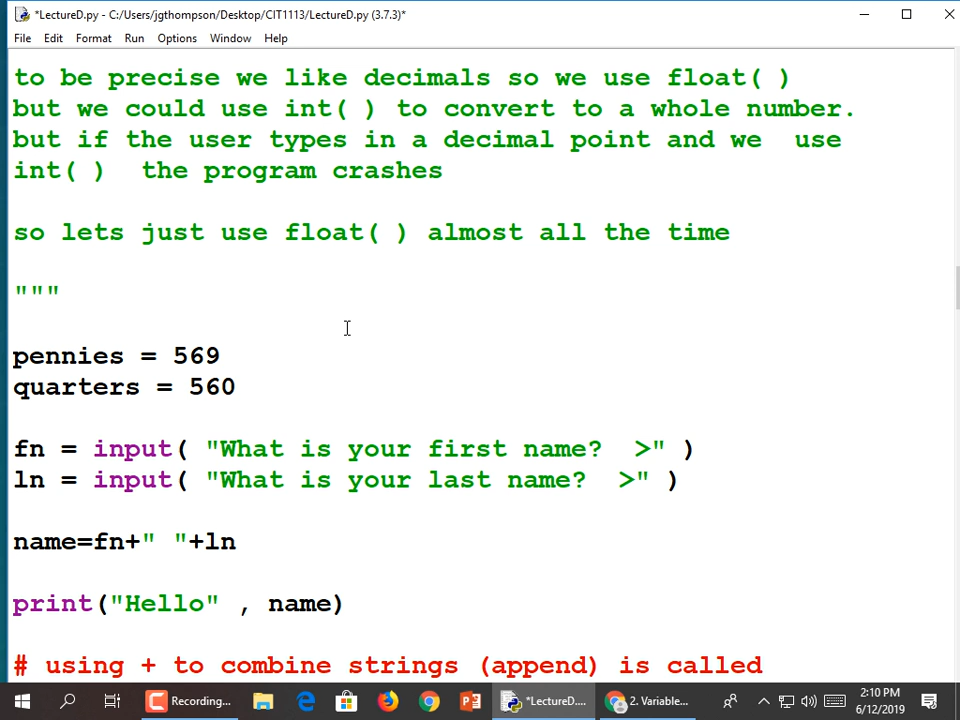 *LectureD.py - C:/Users/jgthompson/Desktop/CIT1113/LectureD.py (3.7.3)*
File Edit Format Run Options Window Help
to be precise we like decimals so we use float( )
but we could use int( ) to convert to a whole number.
but if the user types in a decimal point and we  use
int( )  the program crashes
so lets just use float( ) almost all the time
"""
pennies = 569
quarters = 560
fn = input( "What is your first name?  >" )
ln = input( "What is your last name?  >" )
name=fn+" "+ln
print("Hello" , name)
# using + to combine strings (append) is called
Recording... *LectureD.... 2. Variable... 2:10 PM
6/12/2019